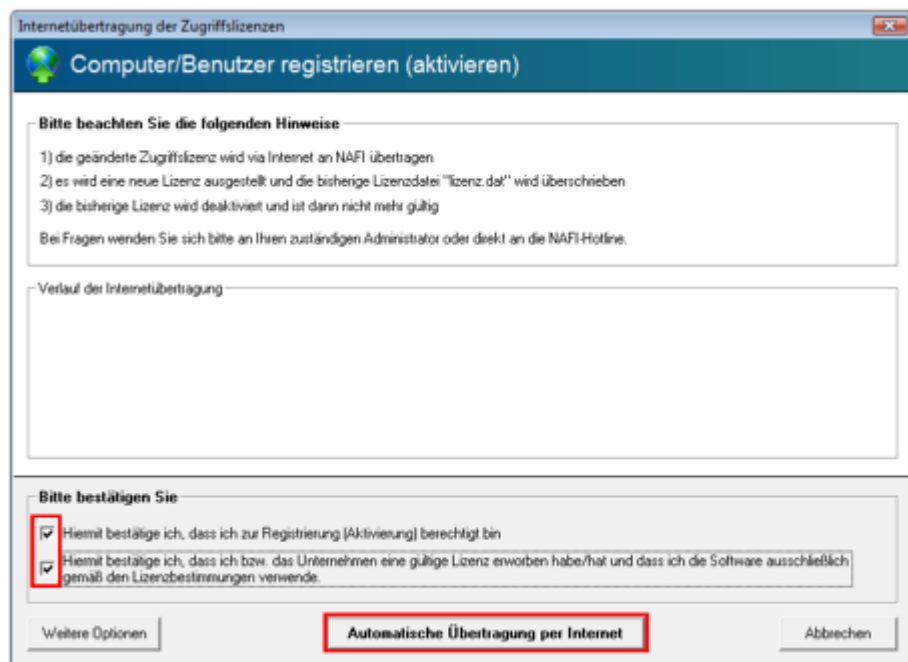 Internetübertragung der Zugriffslizenzen
Computer/Benutzer registrieren (aktivieren)
Bitte beachten Sie die folgenden Hinweise
1) die geänderte Zugriffslizenz wird via Internet an NAFI übertragen
2) es wird eine neue Lizenz ausgestellt und die bisherige Lizenzdatei "lizenz.dat" wird überschrieben
3) die bisherige Lizenz wird deaktiviert und ist dann nicht mehr gültig
Bei Fragen wenden Sie sich bitte an Ihren zuständigen Administrator oder direkt an die NAFI-Hotline.
Verlauf der Internetübertragung
Bitte bestätigen Sie
Hiermit bestätige ich, dass ich zur Registrierung (Aktivierung) berechtigt bin
Hiermit bestätige ich, dass ich bzw. das Unternehmen eine gültige Lizenz erworben habe/hat und dass ich die Software ausschließlich
gemäß den Lizenzbestimmungen verwende.
Weitere Optionen
Automatische Übertragung per Internet
Abbrechen